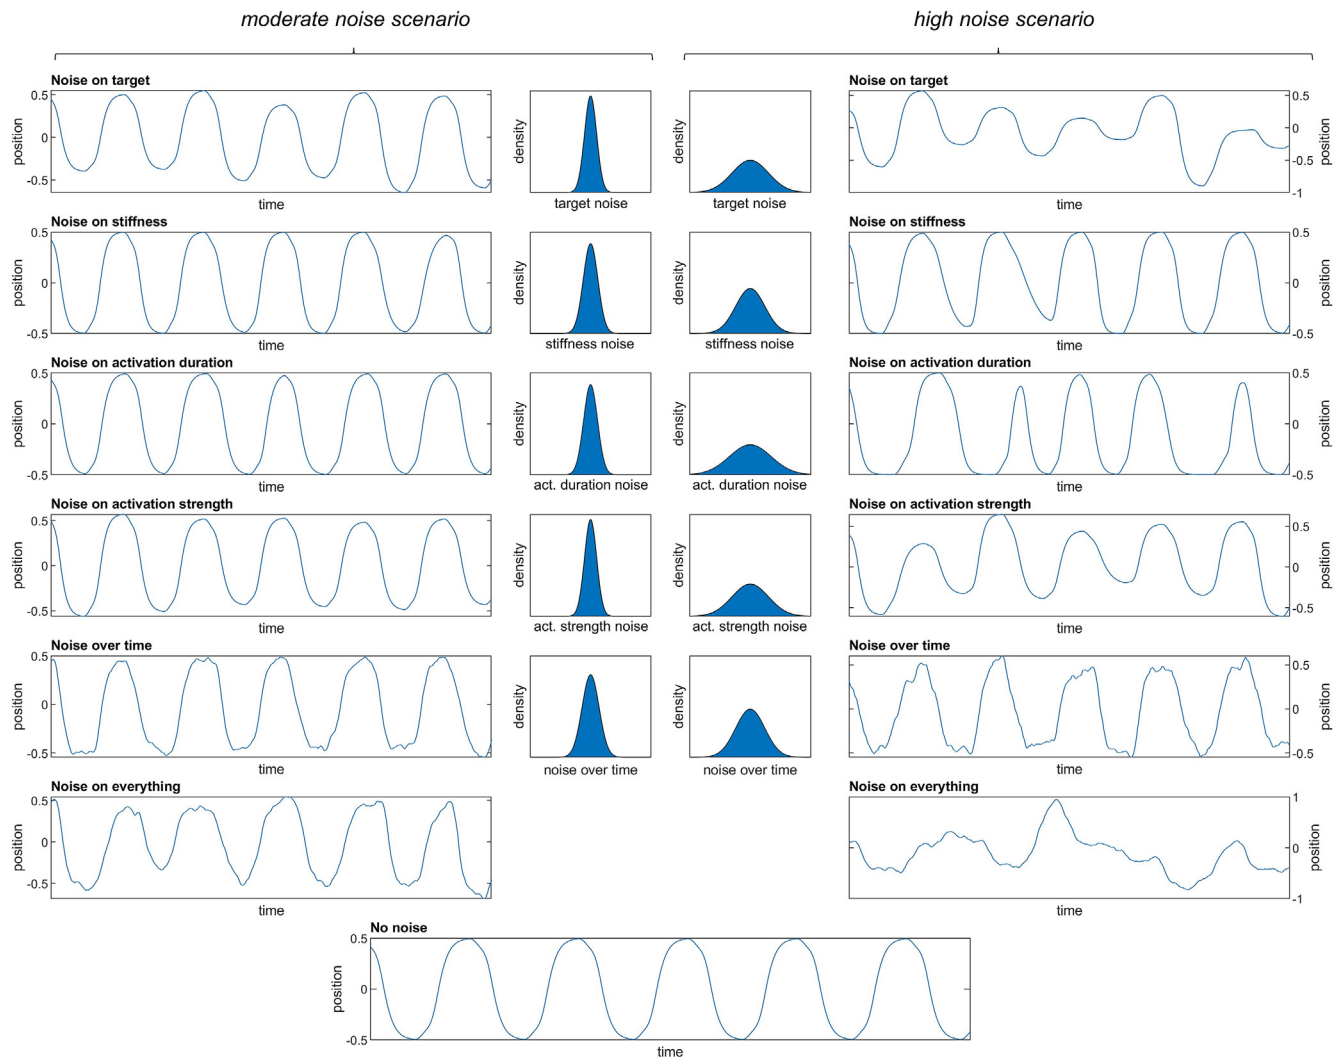 moderate noise scenario
high noise scenario
Noise on target
0.5
0
-0.5
position
time
density
target noise
density
target noise
Noise on target
0.5
0
-0.5
-1
position
time
Noise on stiffness
0.5
0
-0.5
position
time
density
stiffness noise
density
stiffness noise
Noise on stiffness
0.5
0
-0.5
position
time
Noise on activation duration
0.5
0
-0.5
position
time
density
act. duration noise
density
act. duration noise
Noise on activation duration
0.5
0
-0.5
position
time
Noise on activation strength
0.5
0
-0.5
position
time
density
act. strength noise
density
act. strength noise
Noise on activation strength
0.5
0
-0.5
position
time
Noise over time
0.5
0
-0.5
position
time
density
noise over time
density
noise over time
Noise over time
0.5
0
-0.5
position
time
Noise on everything
0.5
0
-0.5
position
time
Noise on everything
1
0
-1
position
time
No noise
0.5
0
-0.5
position
time